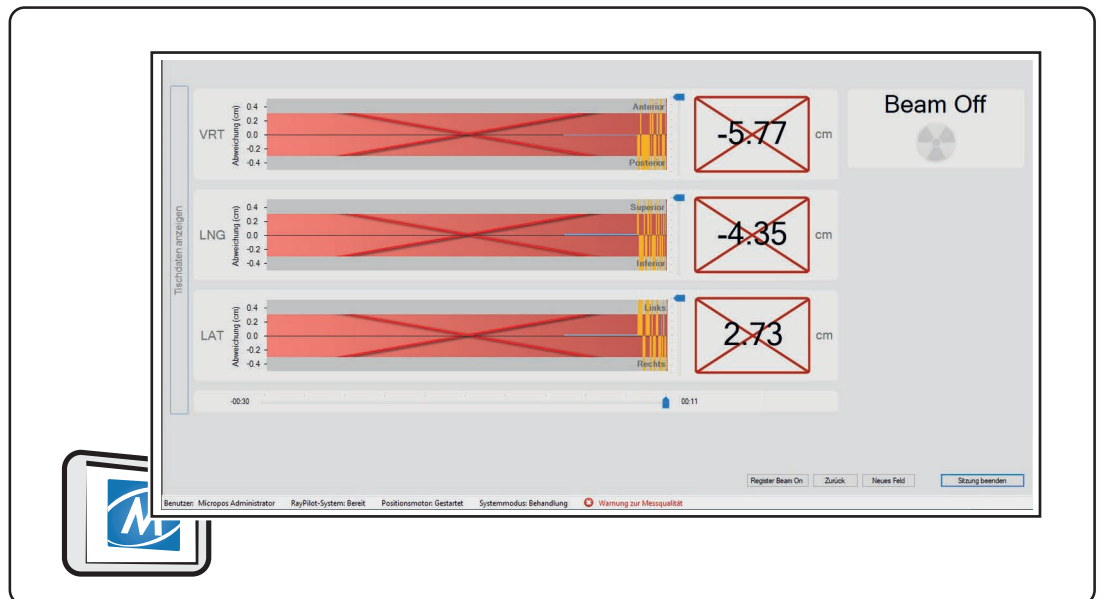 Beam Off
Tischdaten anzeigen
VRT
Abweichung (cm)
0.4
0.2
0.0
-0.2
-0.4
Anterior
Posterior
-5.77
cm
LNG
Abweichung (cm)
0.4
0.2
0.0
-0.2
-0.4
Superior
Inferior
-4.35
cm
LAT
Abweichung (cm)
0.4
0.2
0.0
-0.2
-0.4
Links
Rechts
2.73
cm
-00:30
00:11
Register Beam On Zurück Neues Feld Sitzung beenden
Benutzer: Micropos Administrator RayPilot-System: Bereit Positionsmotor: Gestartet Systemmodus: Behandlung Warnung zur Messqualität
M